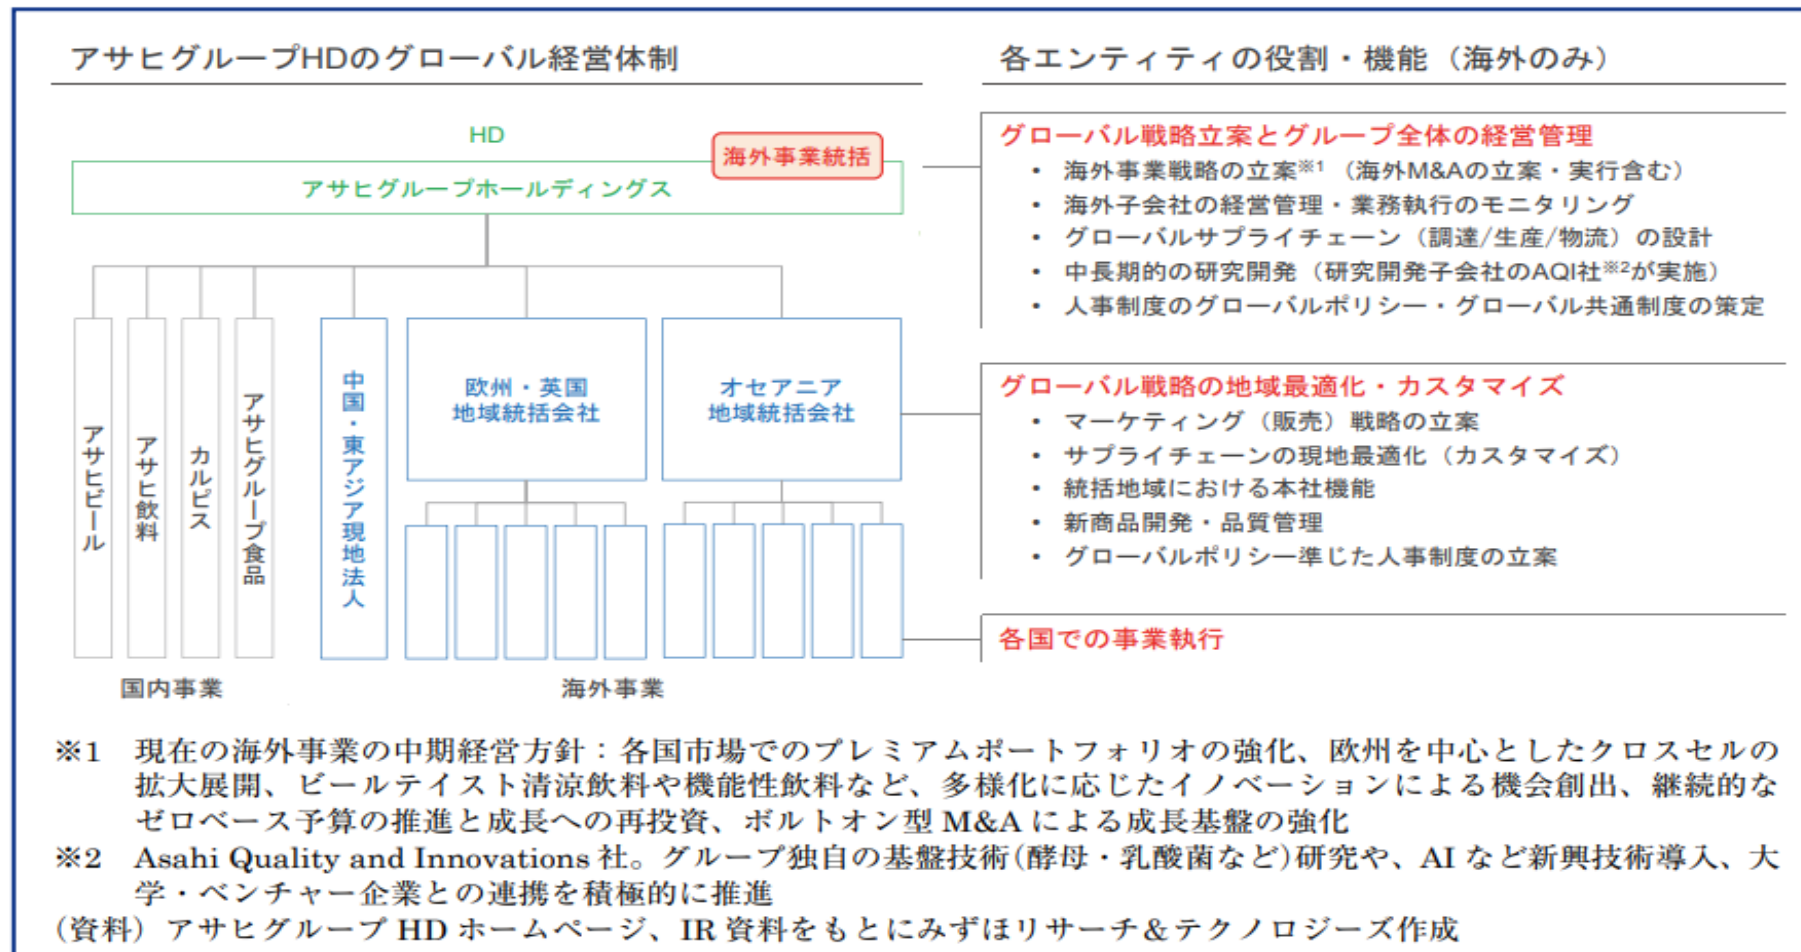 アサヒグループHDのグローバル経営体制
HD
海外事業統括
アサヒグループホールディングス
アサヒビール
アサヒ飲料
カルピス
アサヒグループ食品
中国・東アジア現地法人
欧州・英国
地域統括会社
オセアニア
地域統括会社
国内事業
海外事業
各エンティティの役割・機能（海外のみ）
グローバル戦略立案とグループ全体の経営管理
• 海外事業戦略の立案※1（海外M&Aの立案・実行含む）
• 海外子会社の経営管理・業務執行のモニタリング
• グローバルサプライチェーン（調達/生産/物流）の設計
• 中長期的の研究開発（研究開発子会社のAQI社※2が実施）
• 人事制度のグローバルポリシー・グローバル共通制度の策定
グローバル戦略の地域最適化・カスタマイズ
• マーケティング（販売）戦略の立案
• サプライチェーンの現地最適化（カスタマイズ）
• 統括地域における本社機能
• 新商品開発・品質管理
• グローバルポリシー準じた人事制度の立案
各国での事業執行
※1 現在の海外事業の中期経営方針：各国市場でのプレミアムポートフォリオの強化、欧州を中心としたクロスセルの
拡大展開、ビールテイスト清涼飲料や機能性飲料など、多様化に応じたイノベーションによる機会創出、継続的な
ゼロベース予算の推進と成長への再投資、ボルトオン型 M&A による成長基盤の強化
※2 Asahi Quality and Innovations 社。グループ独自の基盤技術(酵母・乳酸菌など)研究や、AI など新興技術導入、大
学・ベンチャー企業との連携を積極的に推進
（資料）アサヒグループ HD ホームページ、IR 資料をもとにみずほリサーチ＆テクノロジーズ作成